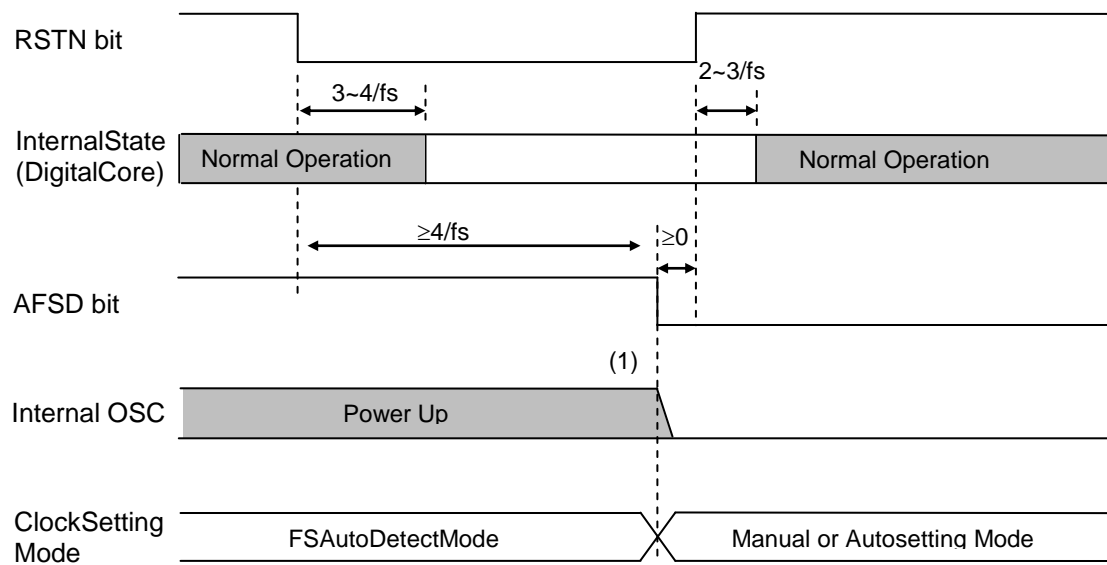 RSTN bit
2~3/fs
3~4/fs
InternalState
(DigitalCore)
Normal Operation
Normal Operation
≥4/fs
≥0
AFSD bit
(1)
Internal OSC
Power Up
ClockSetting
Mode
FSAutoDetectMode
Manual or Autosetting Mode